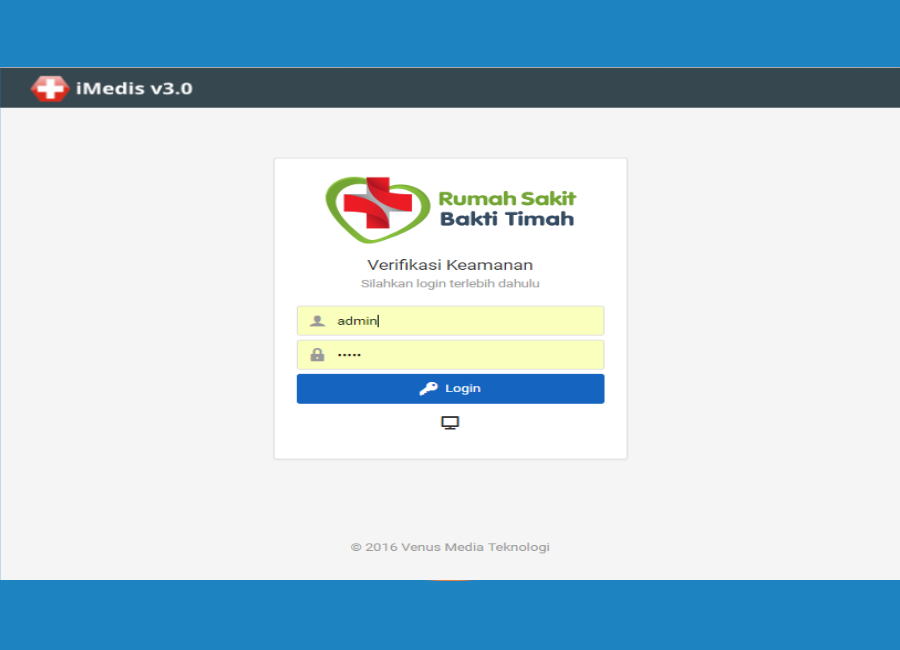 iMedis v3.0
Rumah Sakit
Bakti Timah
Verifikasi Keamanan
Silahkan login terlebih dahulu
admin
•••••
Login
© 2016 Venus Media Teknologi